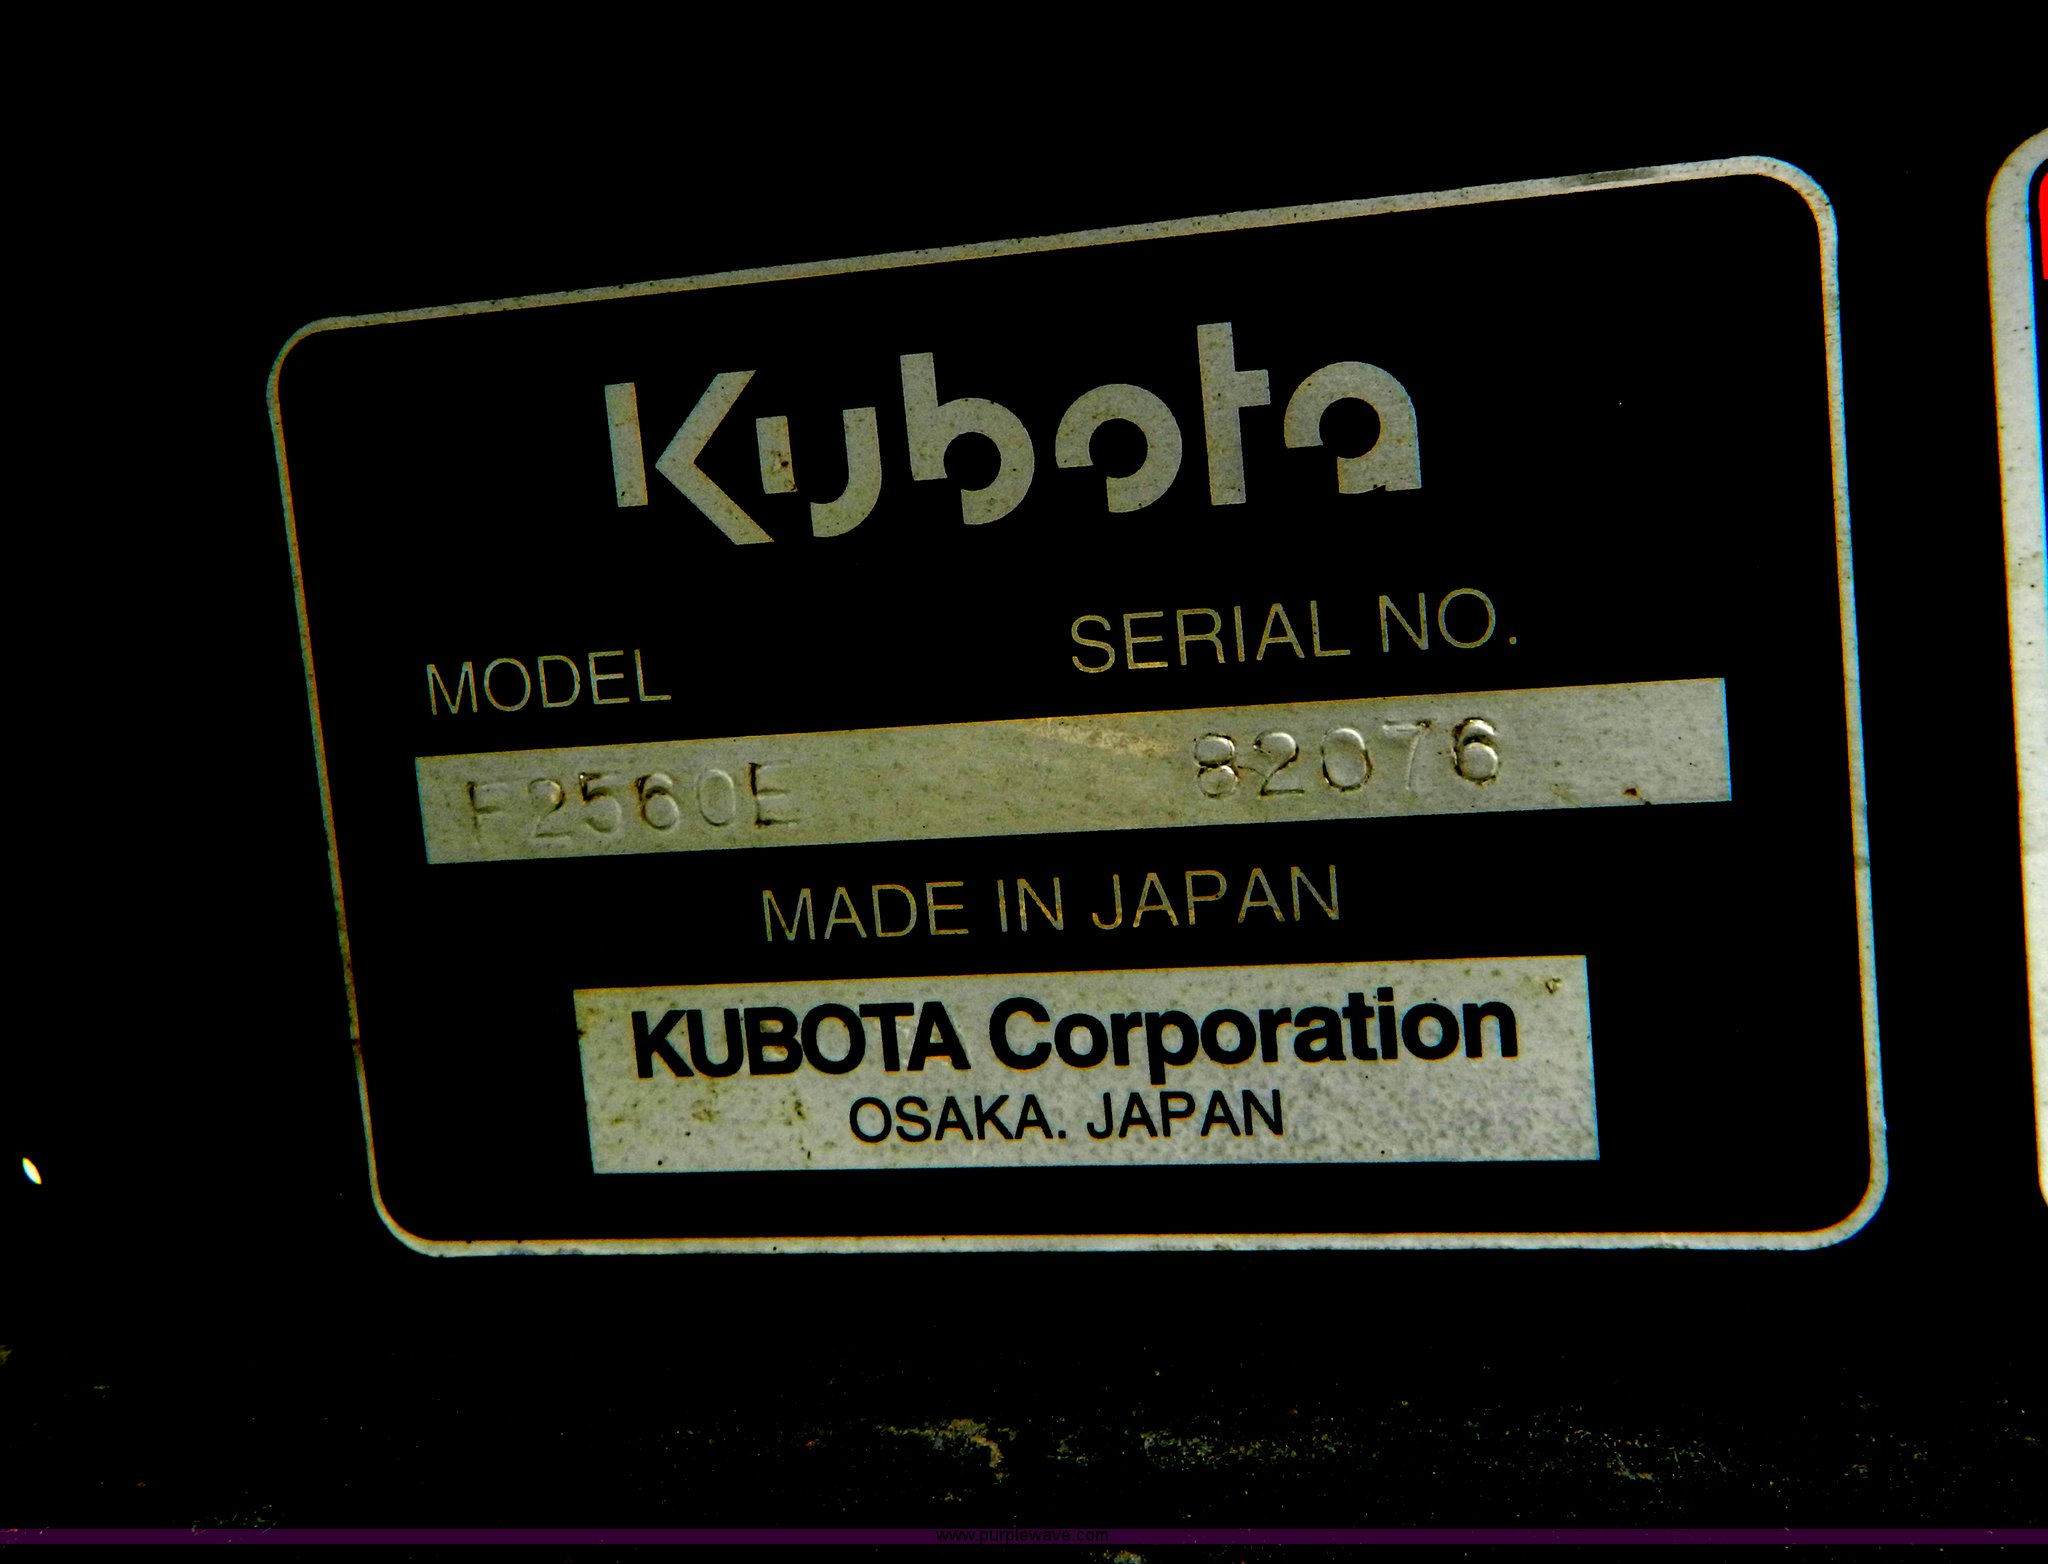 Kubota
MODEL SERIAL NO.
F2560E 82076
MADE IN JAPAN
KUBOTA Corporation
OSAKA. JAPAN
www.purplewave.com